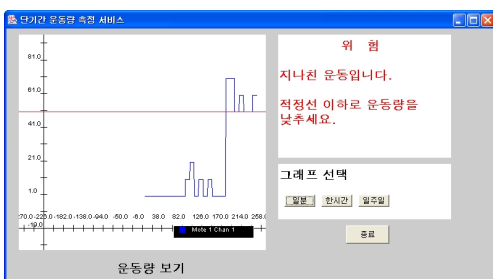 단기간 운동량 측정 서비스
81.0
61.0
41.0
21.0
1.0
-19.0
70.0 -226.0 -182.0 -138.0 -94.0 -50.0 -6.0 38.0 82.0 126.0 170.0 214.0 258.0
Mote 1 Chan 1
운동량 보기
위 험
지나친 운동입니다.
적정선 이하로 운동량을
낮추세요.
그래프 선택
일분 한시간 일주일
종료